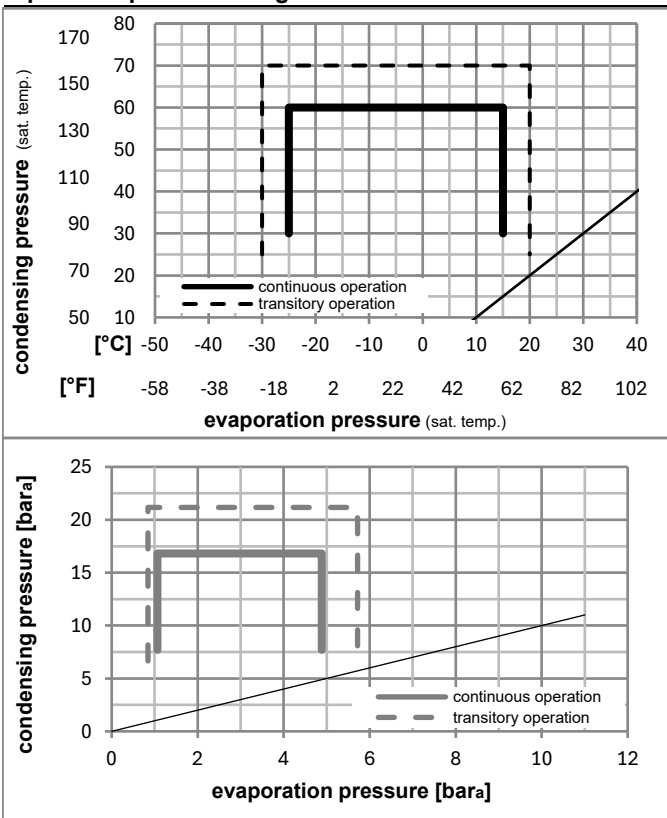 170 80
150 70
130 60
50
110 40
90 30
70 20
50 10
condensing pressure (sat. temp.)
continuous operation
transitory operation
[°C] -50 -40 -30 -20 -10 0 10 20 30 40
[°F] -58 -38 -18 2 22 42 62 82 102
evaporation pressure (sat. temp.)
25
20
15
10
5
0
condensing pressure [bara]
continuous operation
transitory operation
0 2 4 6 8 10 12
evaporation pressure [bara]